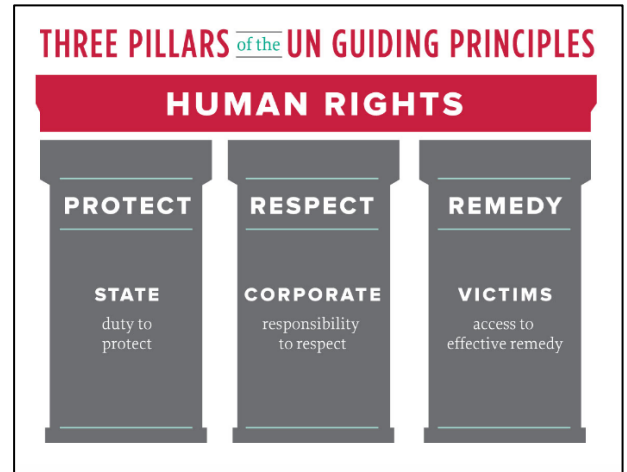 THREE PILLARS of the UN GUIDING PRINCIPLES
HUMAN RIGHTS
PROTECT
STATE
duty to
protect
RESPECT
CORPORATE
responsibility
to respect
REMEDY
VICTIMS
access to
effective remedy